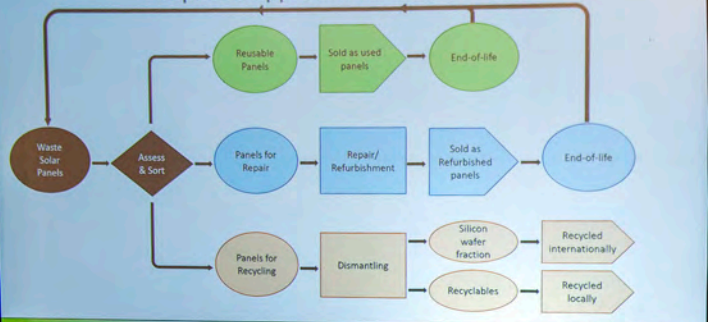 Reusable
Panels
Sold as used
panels
End-of-life
Waste
Solar
Panels
Assess
& Sort
Panels for
Repair
Repair/
Refurbishment
Sold as
Refurbished
panels
End-of-life
Panels for
Recycling
Dismantling
Silicon
wafer
fraction
Recycled
internationally
Recyclables
Recycled
locally